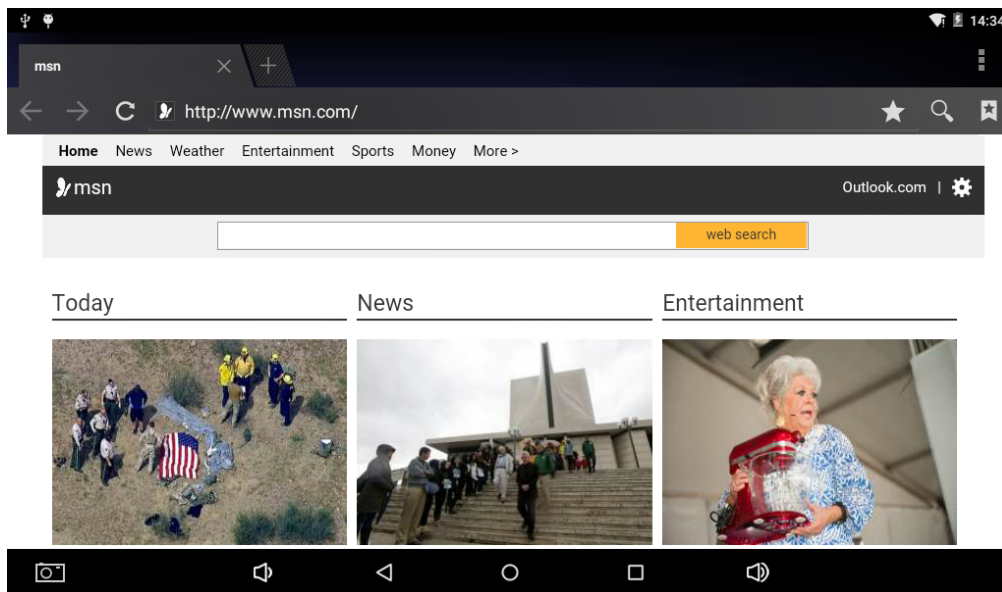 14:34
msn
http://www.msn.com/
Home News Weather Entertainment Sports Money More >
msn Outlook.com |
web search
Today News Entertainment